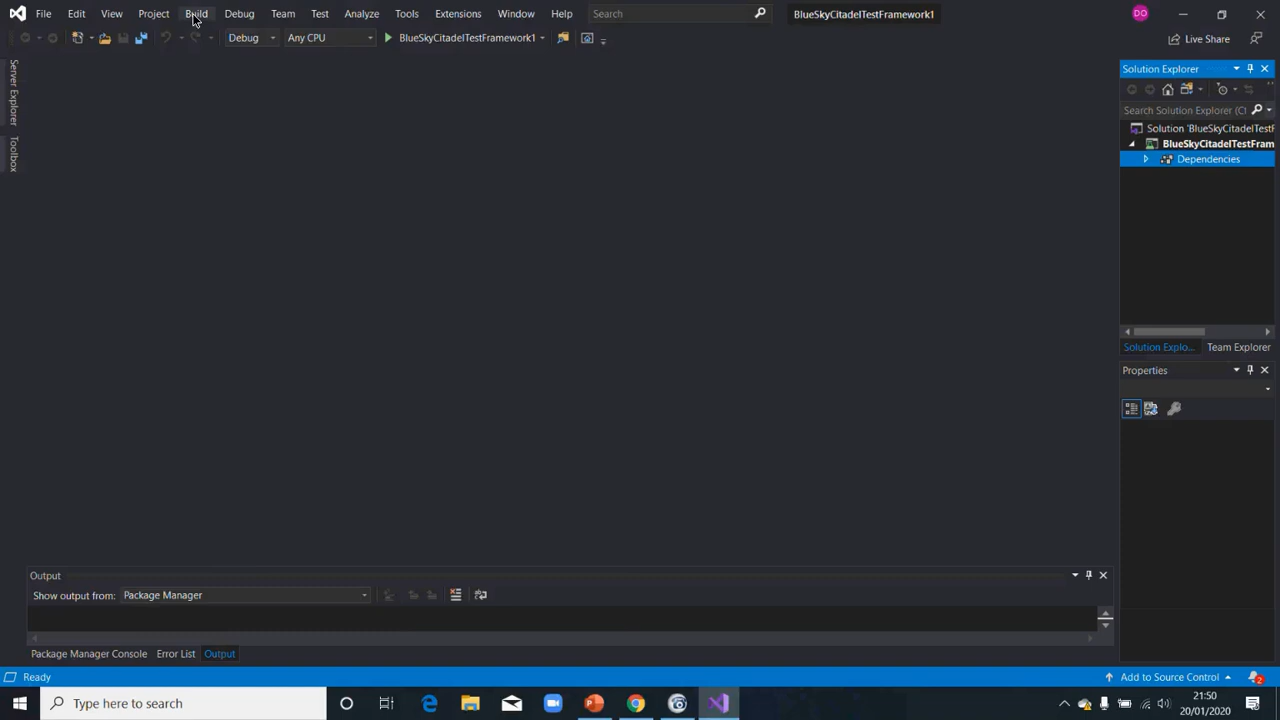 File Edit View Project Build Debug Team Test Analyze Tools Extensions Window Help Search BlueSkyCitadelTestFramework1 DO
Debug Any CPU BlueSkyCitadelTestFramework1 Live Share
Server Explorer
Toolbox
Solution Explorer
Search Solution Explorer (Ct
Solution 'BlueSkyCitadelTestF
BlueSkyCitadelTestFram
Dependencies
Solution Explo... Team Explorer
Properties
Output
Show output from: Package Manager
Package Manager Console Error List Output
Ready Add to Source Control 2
Type here to search 21:50
20/01/2020 2